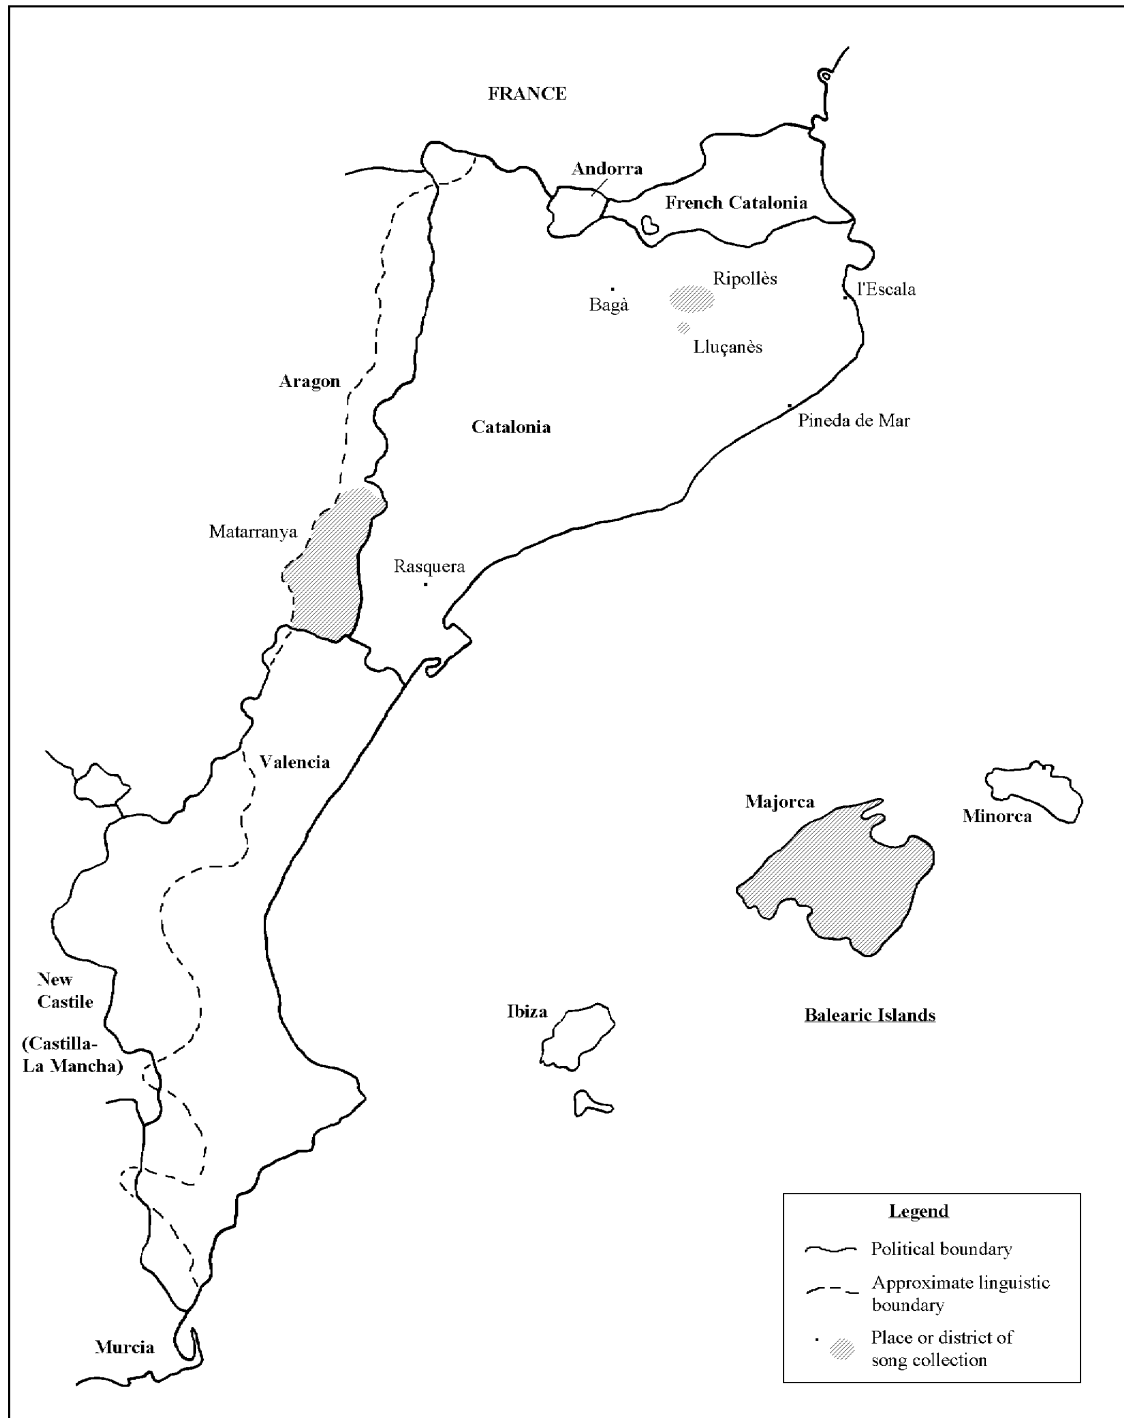 FRANCE
Andorra
French Catalonia
Ripollès
Bagà
l'Escala
Lluçanès
Aragon
Catalonia
Pineda de Mar
Matarranya
Rasquera
Valencia
Majorca
Minorca
New
Castile
(Castilla-
La Mancha)
Ibiza
Balearic Islands
Murcia
Legend
Political boundary
Approximate linguistic
boundary
Place or district of
song collection